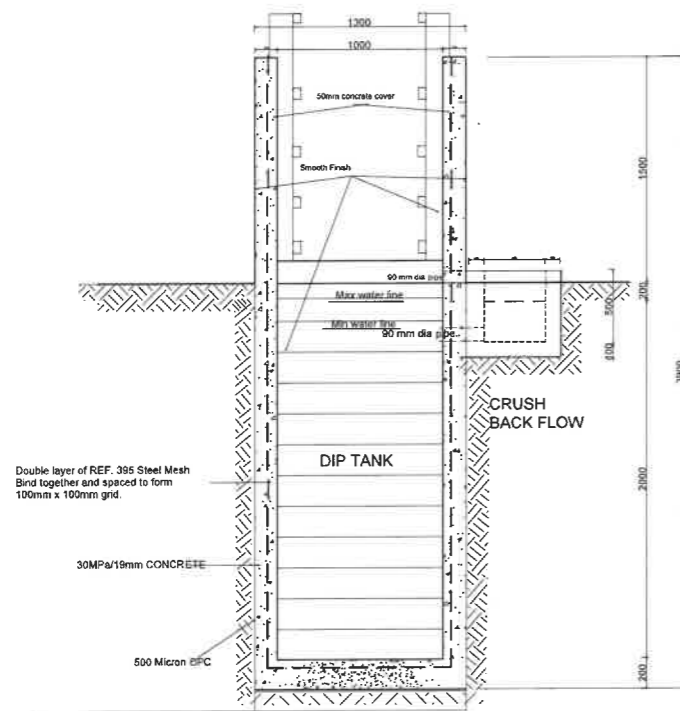 1300
1000
50mm concrete cover
Smooth Finish
1500
90 mm dia pipe
Max water line
200
500
Min water line
90 mm dia pipe
CRUSH
BACK FLOW
DIP TANK
Double layer of REF. 395 Steel Mesh
Bind together and spaced to form
100mm x 100mm grid.
2000
30MPa/19mm CONCRETE
500 Micron
200